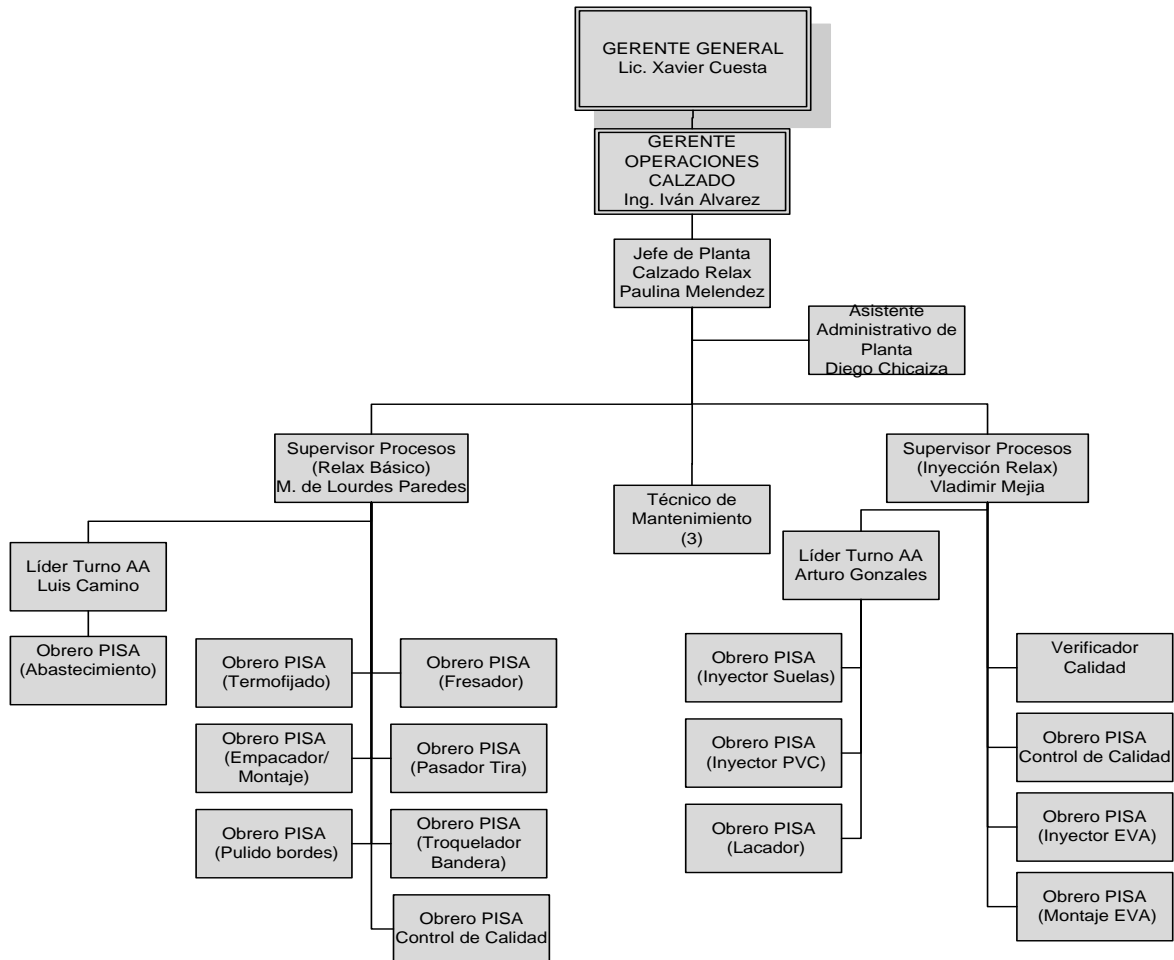 GERENTE GENERAL
Lic. Xavier Cuesta
GERENTE
OPERACIONES
CALZADO
Ing. Iván Alvarez
Jefe de Planta
Calzado Relax
Paulina Melendez
Asistente
Administrativo de
Planta
Diego Chicaiza
Supervisor Procesos
(Relax Básico)
M. de Lourdes Paredes
Técnico de
Mantenimiento
(3)
Supervisor Procesos
(Inyección Relax)
Vladimir Mejia
Líder Turno AA
Luis Camino
Obrero PISA
(Abastecimiento)
Obrero PISA
(Termofijado)
Obrero PISA
(Fresador)
Obrero PISA
(Empacador/
Montaje)
Obrero PISA
(Pasador Tira)
Obrero PISA
(Pulido bordes)
Obrero PISA
(Troquelador
Bandera)
Obrero PISA
Control de Calidad
Líder Turno AA
Arturo Gonzales
Obrero PISA
(Inyector Suelas)
Obrero PISA
(Inyector PVC)
Obrero PISA
(Lacador)
Verificador
Calidad
Obrero PISA
Control de Calidad
Obrero PISA
(Inyector EVA)
Obrero PISA
(Montaje EVA)